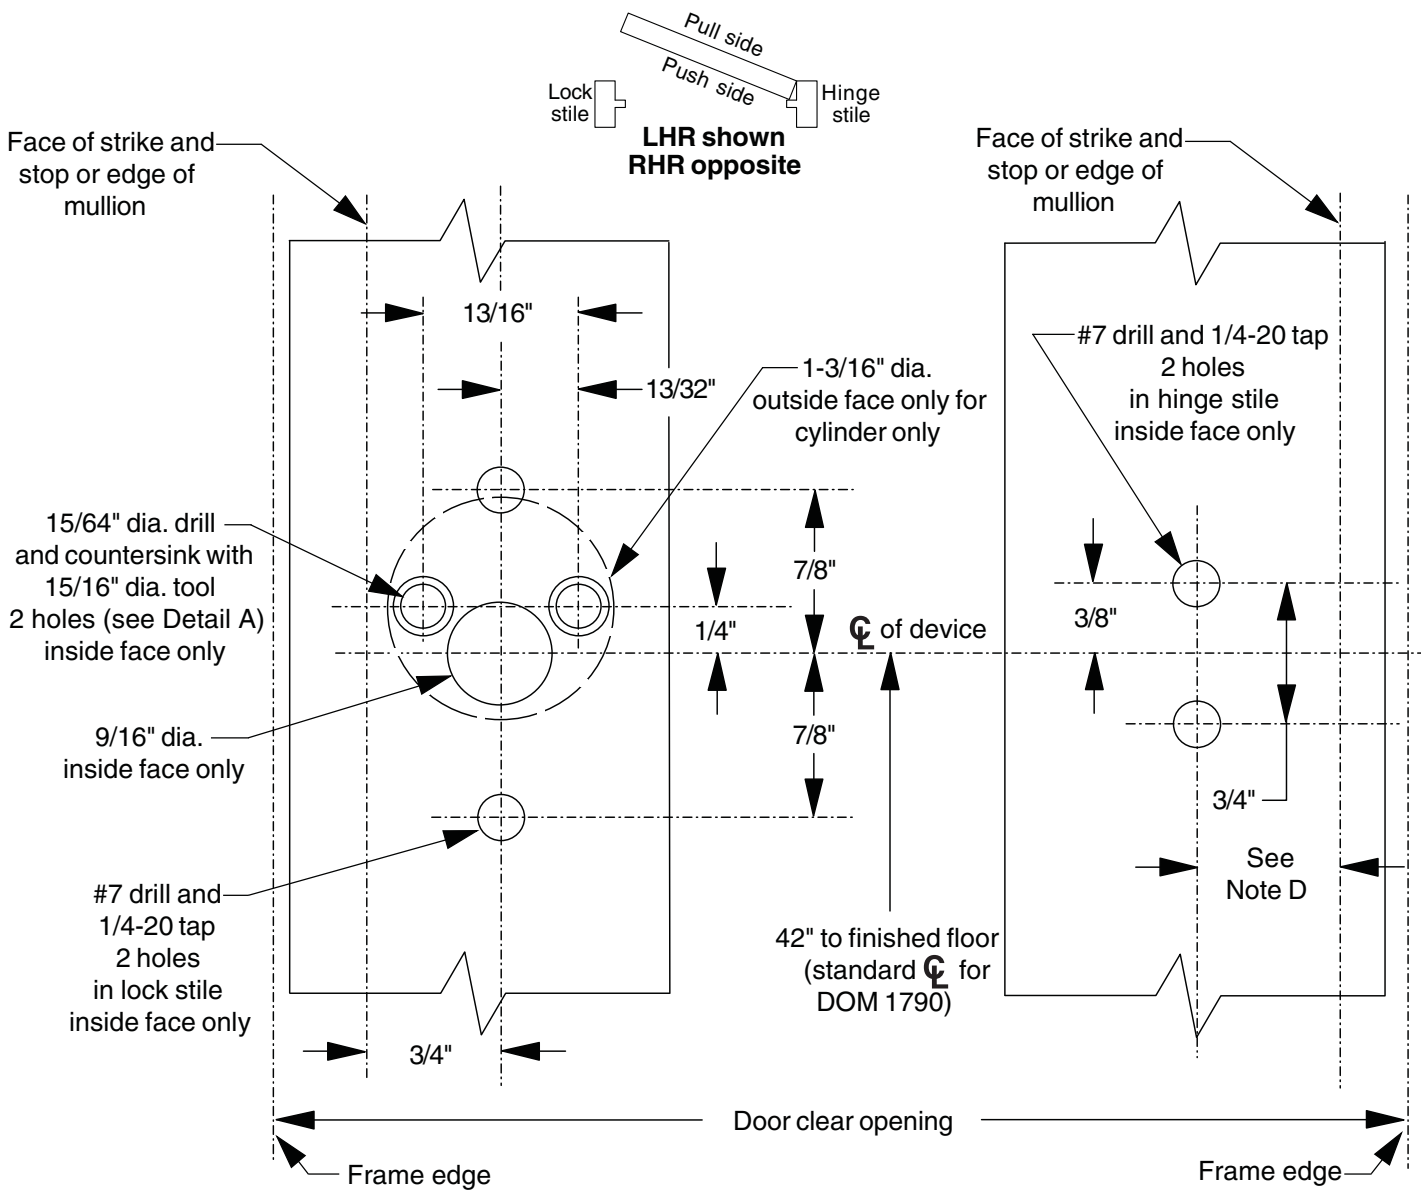 Pull side
Push side
Lock
stile
Hinge
stile
LHR shown
RHR opposite
Face of strike and
stop or edge of
mullion
Face of strike and
stop or edge of
mullion
13/16"
13/32"
1-3/16" dia.
outside face only for
cylinder only
#7 drill and 1/4-20 tap
2 holes
in hinge stile
inside face only
15/64" dia. drill
and countersink with
15/16" dia. tool
2 holes (see Detail A)
inside face only
7/8"
1/4"
℄ of device
3/8"
9/16" dia.
inside face only
7/8"
3/4"
See
Note D
#7 drill and
1/4-20 tap
2 holes
in lock stile
inside face only
42" to finished floor
(standard ℄ for
DOM 1790)
3/4"
Door clear opening
Frame edge
Frame edge